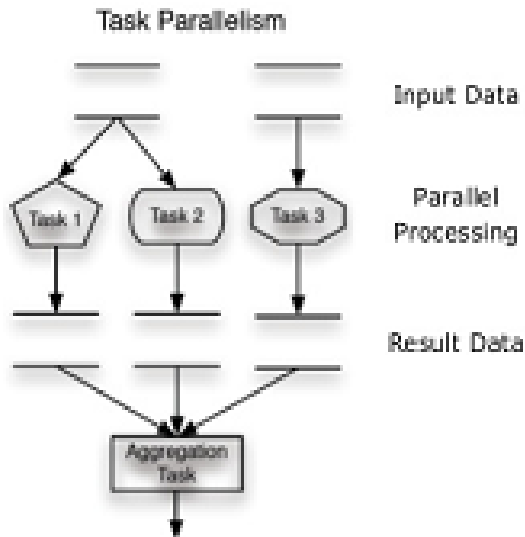 Task Parallelism
Input Data
Task 1
Task 2
Task 3
Parallel
Processing
Result Data
Aggregation
Task